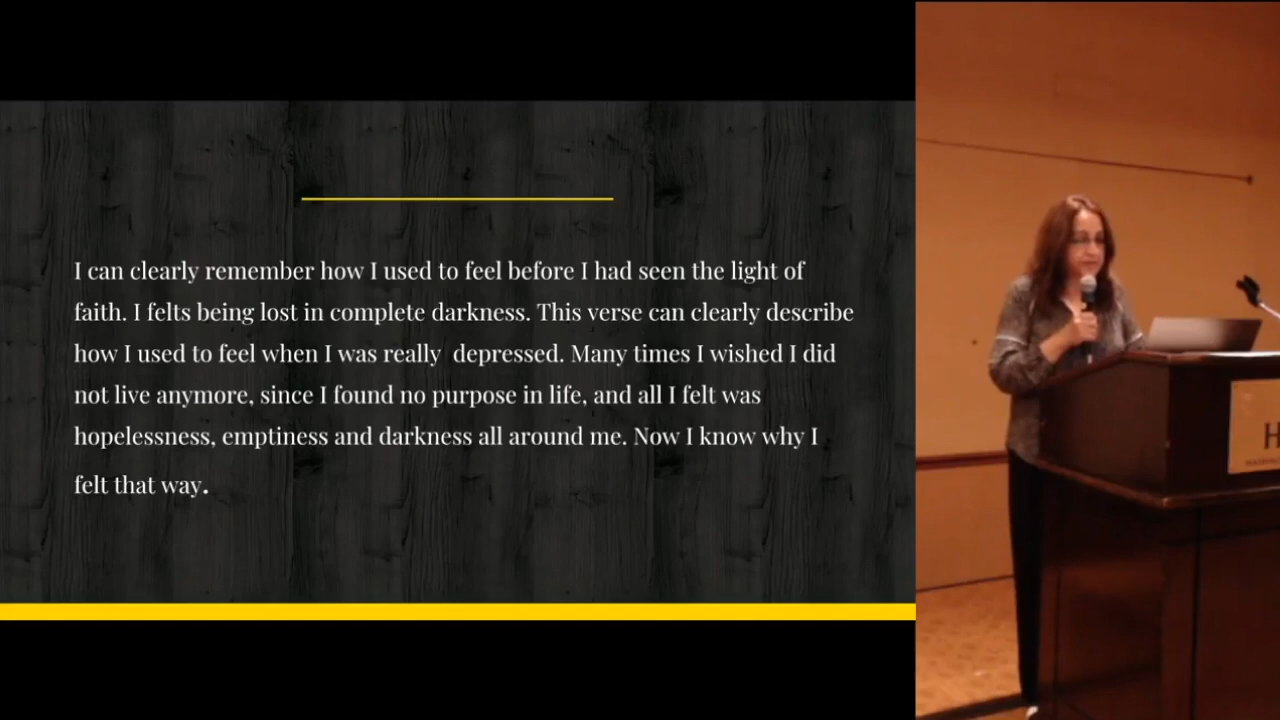 I can clearly remember how I used to feel before I had seen the light of
faith. I felts being lost in complete darkness. This verse can clearly describe
how I used to feel when I was really  depressed. Many times I wished I did
not live anymore, since I found no purpose in life, and all I felt was
hopelessness, emptiness and darkness all around me. Now I know why I
felt that way.
H